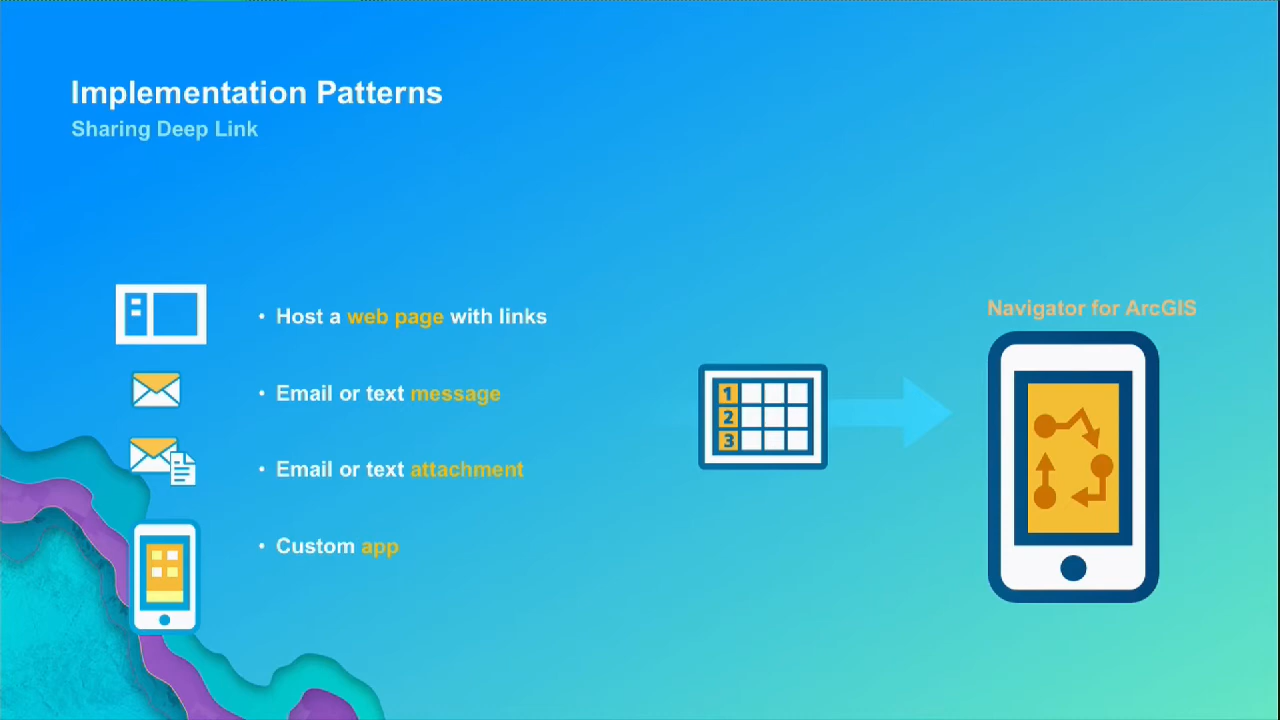 Implementation Patterns
Sharing Deep Link
• Host a web page with links
• Email or text message
• Email or text attachment
• Custom app
1
2
3
Navigator for ArcGIS